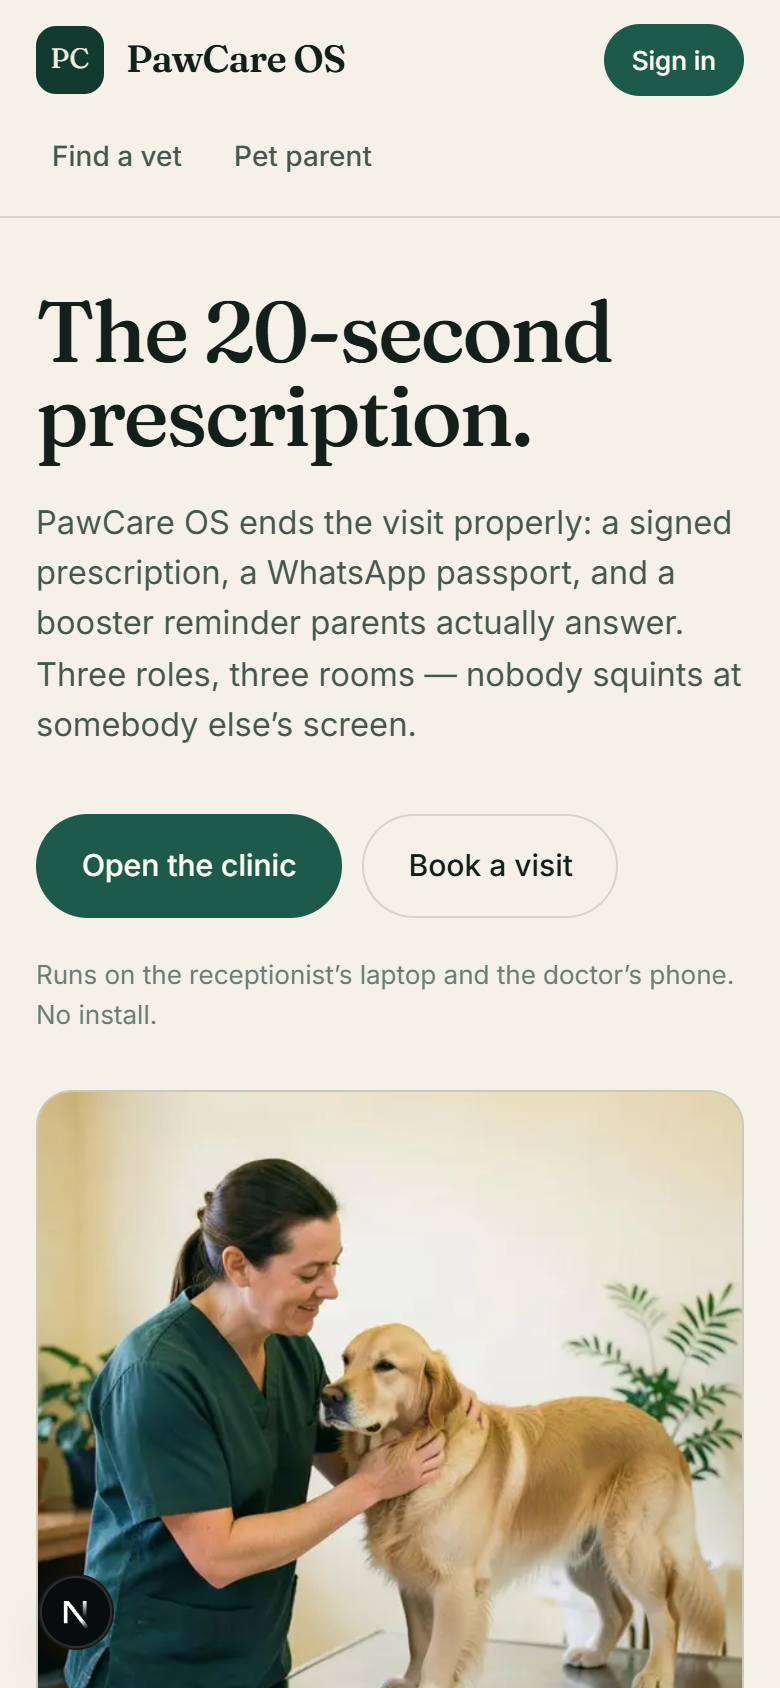 PC
PawCare OS
Sign in
Find a vet
Pet parent
The 20-second
prescription.
PawCare OS ends the visit properly: a signed
prescription, a WhatsApp passport, and a
booster reminder parents actually answer.
Three roles, three rooms — nobody squints at
somebody else’s screen.
Open the clinic
Book a visit
Runs on the receptionist’s laptop and the doctor’s phone.
No install.
N